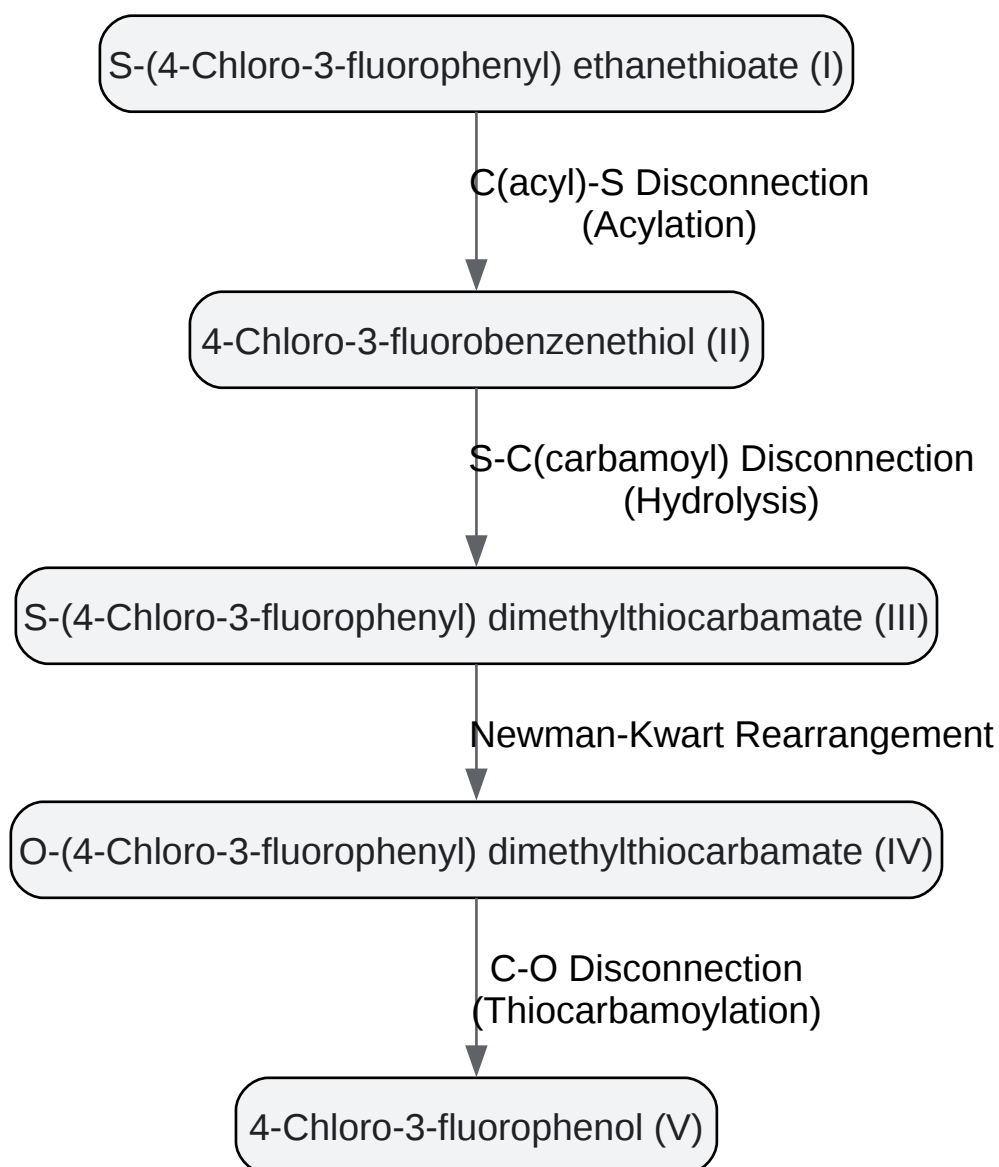 S-(4-Chloro-3-fluorophenyl) ethanethioate (I)
C(acyl)-S Disconnection
(Acylation)
4-Chloro-3-fluorobenzenethiol (II)
S-C(carbamoyl) Disconnection
(Hydrolysis)
S-(4-Chloro-3-fluorophenyl) dimethylthiocarbamate (III)
Newman-Kwart Rearrangement
O-(4-Chloro-3-fluorophenyl) dimethylthiocarbamate (IV)
C-O Disconnection
(Thiocarbamoylation)
4-Chloro-3-fluorophenol (V)